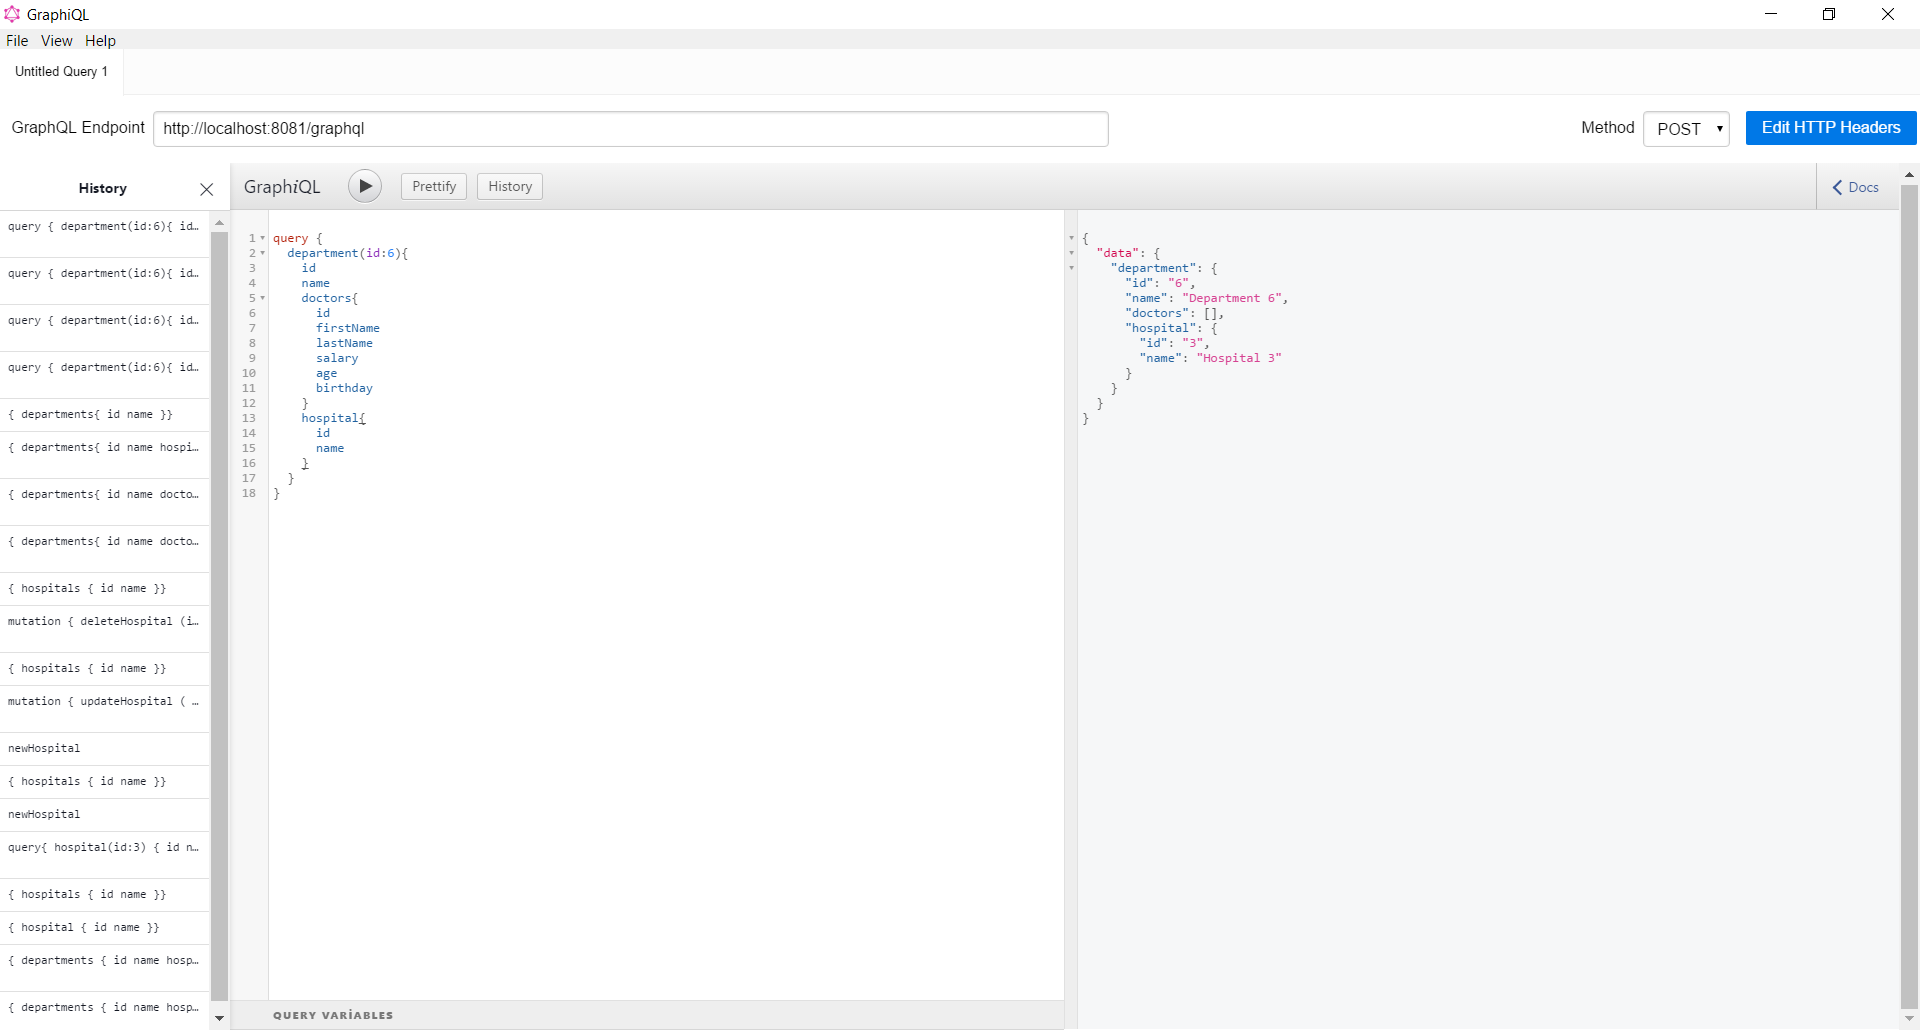 GraphiQL
File View Help
Untitled Query 1
GraphQL Endpoint http://localhost:8081/graphql Method POST Edit HTTP Headers
History
query { department(id:6){ id…
query { department(id:6){ id…
query { department(id:6){ id…
query { department(id:6){ id…
{ departments{ id name }}
{ departments{ id name hospi…
{ departments{ id name docto…
{ departments{ id name docto…
{ hospitals { id name }}
mutation { deleteHospital (i…
{ hospitals { id name }}
mutation { updateHospital ( …
newHospital
{ hospitals { id name }}
newHospital
query{ hospital(id:3) { id n…
{ hospitals { id name }}
{ hospital { id name }}
{ departments { id name hosp…
{ departments { id name hosp…
GraphiQL Prettify History Docs
1 query {
2 department(id:6){
3 id
4 name
5 doctors{
6 id
7 firstName
8 lastName
9 salary
10 age
11 birthday
12 }
13 hospital{
14 id
15 name
16 }
17 }
18 }
QUERY VARİABLES
{
"data": {
"department": {
"id": "6",
"name": "Department 6",
"doctors": [],
"hospital": {
"id": "3",
"name": "Hospital 3"
}
}
}
}